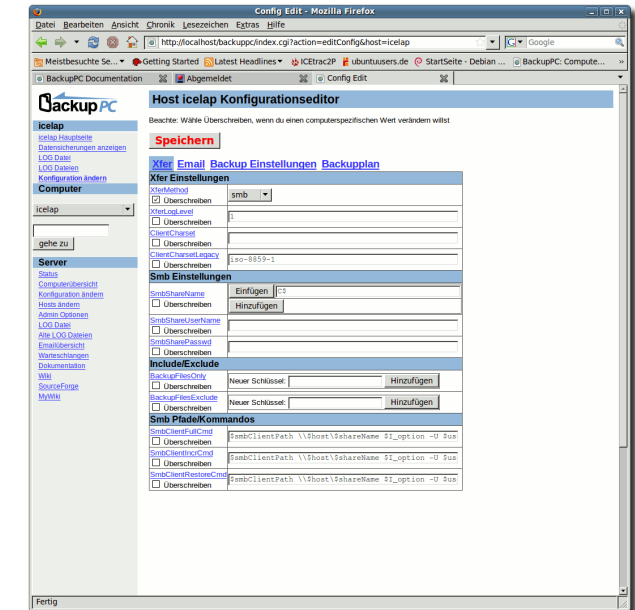 Config Edit - Mozilla Firefox
Datei Bearbeiten Ansicht Chronik Lesezeichen Extras Hilfe
http://localhost/backuppc/index.cgi?action=editConfig&host=icelap
Google
Meistbesuchte Se... Getting Started Latest Headlines ICEtrac2P ubuntuusers.de StartSeite - Debian ... BackupPC: Compute... »
BackupPC Documentation Abgemeldet Config Edit
BackupPC
icelap
icelap Hauptseite
Datensicherungen anzeigen
LOG Datei
LOG Dateien
Konfiguration ändern
Computer
icelap
gehe zu
Server
Status
Computerübersicht
Konfiguration ändern
Hosts ändern
Admin Optionen
LOG Datei
Alte LOG Dateien
Emailübersicht
Warteschlangen
Dokumentation
Wiki
SourceForge
MyWiki
Host icelap Konfigurationseditor
Beachte: Wähle Überschreiben, wenn du einen computerspezifischen Wert verändern willst
Speichern
Xfer Email Backup Einstellungen Backupplan
Xfer Einstellungen
XferMethod
Überschreiben
smb
XferLogLevel
Überschreiben
1
ClientCharset
Überschreiben
ClientCharsetLegacy
Überschreiben
iso-8859-1
Smb Einstellungen
SmbShareName
Überschreiben
Einfügen C$
Hinzufügen
SmbShareUserName
Überschreiben
SmbSharePasswd
Überschreiben
Include/Exclude
BackupFilesOnly
Überschreiben
Neuer Schlüssel: Hinzufügen
BackupFilesExclude
Überschreiben
Neuer Schlüssel: Hinzufügen
Smb Pfade/Kommandos
SmbClientFullCmd
Überschreiben
$smbClientPath \\$host\$shareName $I_option -U $us
SmbClientIncrCmd
Überschreiben
$smbClientPath \\$host\$shareName $I_option -U $us
SmbClientRestoreCmd
Überschreiben
$smbClientPath \\$host\$shareName $I_option -U $us
Fertig